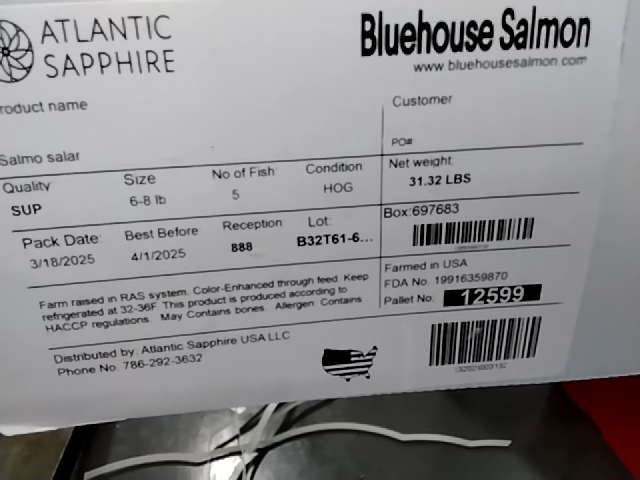 ATLANTIC
SAPPHIRE
Bluehouse Salmon
www bluehousesalmon com
roduct name
Customer
PO#
Salmo salar
Quality:
Size
No of Fish:
Condition:
Net weight:
SUP
6-8 lb
5
HOG
31.32 LBS
Pack Date:
Best Before
Reception
Lot:
Box:697683
3/18/2025
4/1/2025
888
B32T61-6...
Farm raised in RAS system. Color-Enhanced through feed. Keep
refrigerated at 32-36F This product is produced according to
HACCP regulations. May Contains bones. Allergen: Contains
Farmed in USA
FDA No. 19916359870
Pallet No. 12599
Distributed by: Atlantic Sapphire USA LLC
Phone No: 786-292-3632